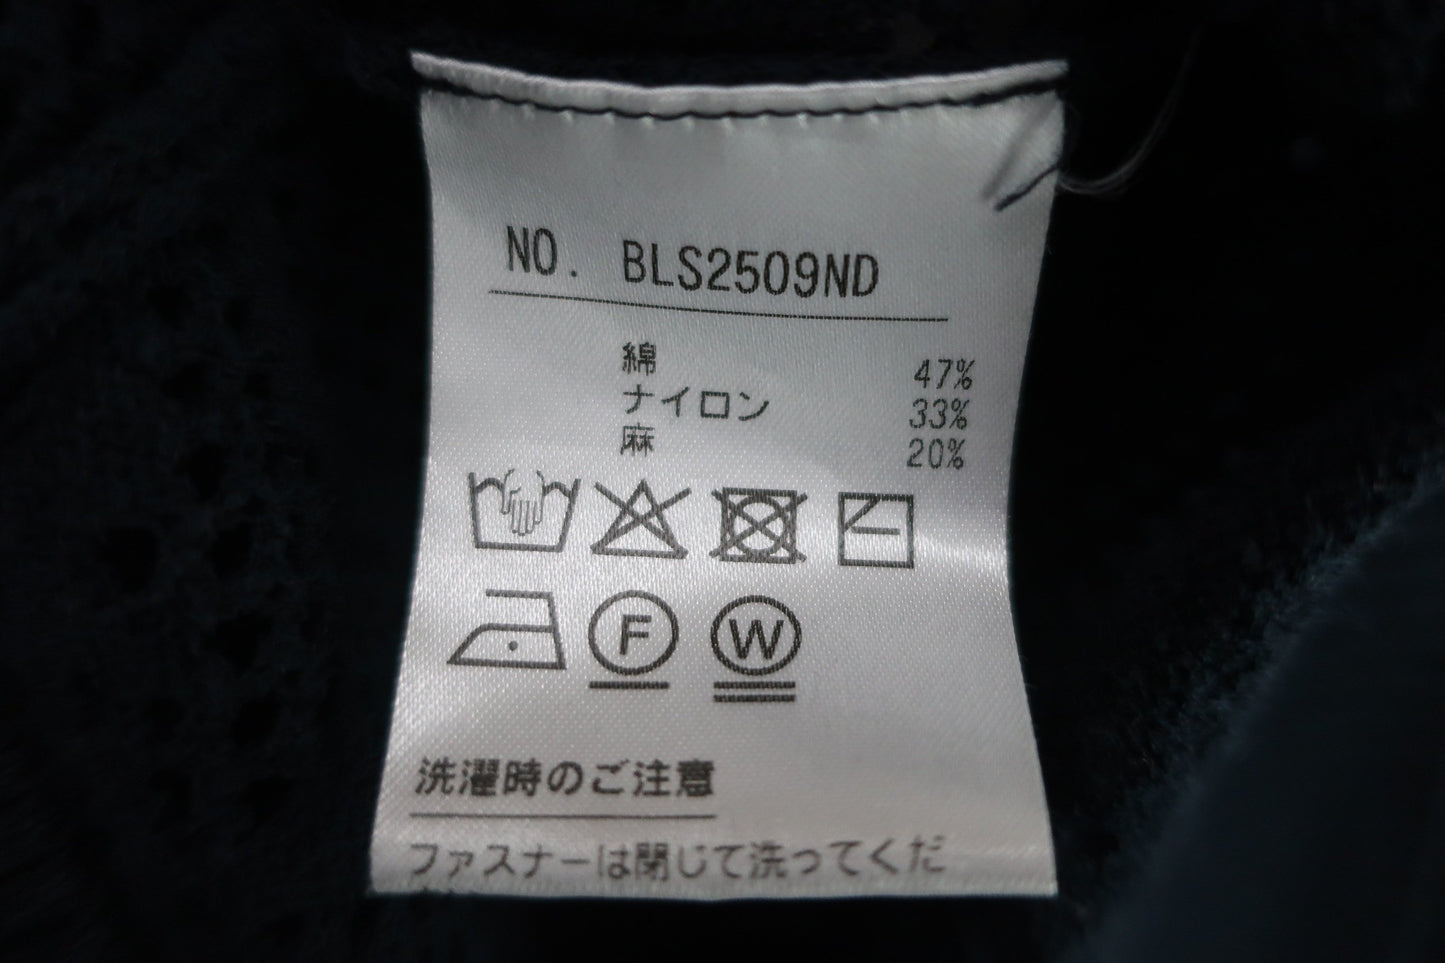 NO. BLS2509ND
綿 47%
ナイロン 33%
麻 20%
F W
洗濯時のご注意
ファスナーは閉じて洗ってくだ